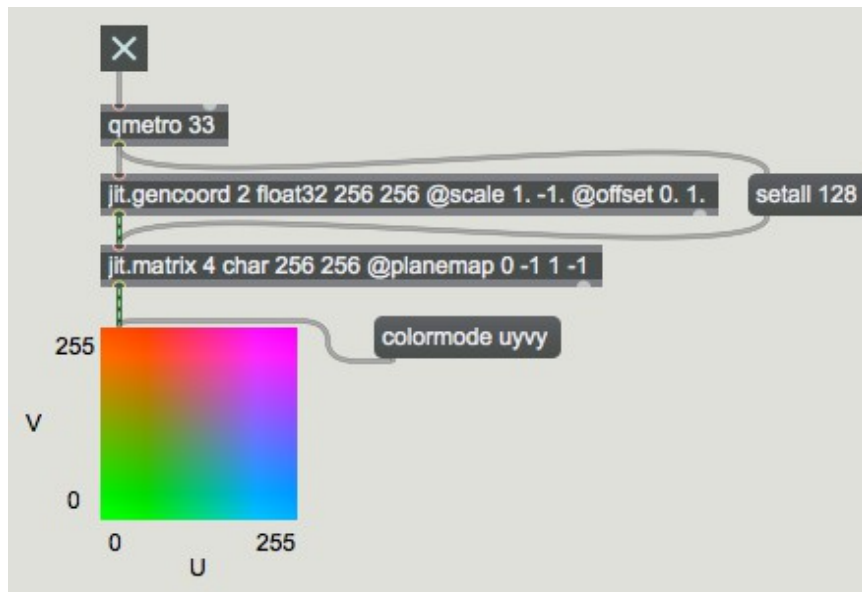 qmetro 33
jit.gencoord 2 float32 256 256 @scale 1. -1. @offset 0. 1.
setall 128
jit.matrix 4 char 256 256 @planemap 0 -1 1 -1
colormode uyvy
255
V
0
0
255
U